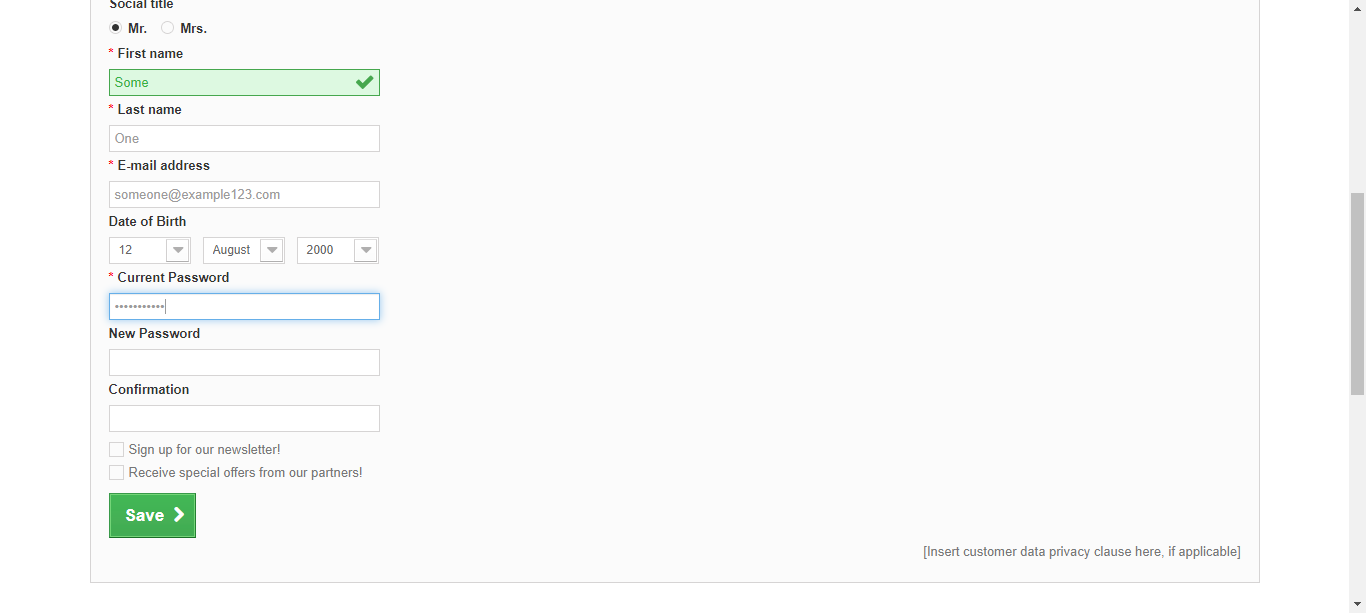 Social title
Mr. Mrs.
* First name
Some
* Last name
One
* E-mail address
someone@example123.com
Date of Birth
12 August 2000
* Current Password
•••••••••••
New Password
Confirmation
Sign up for our newsletter!
Receive special offers from our partners!
Save
[Insert customer data privacy clause here, if applicable]